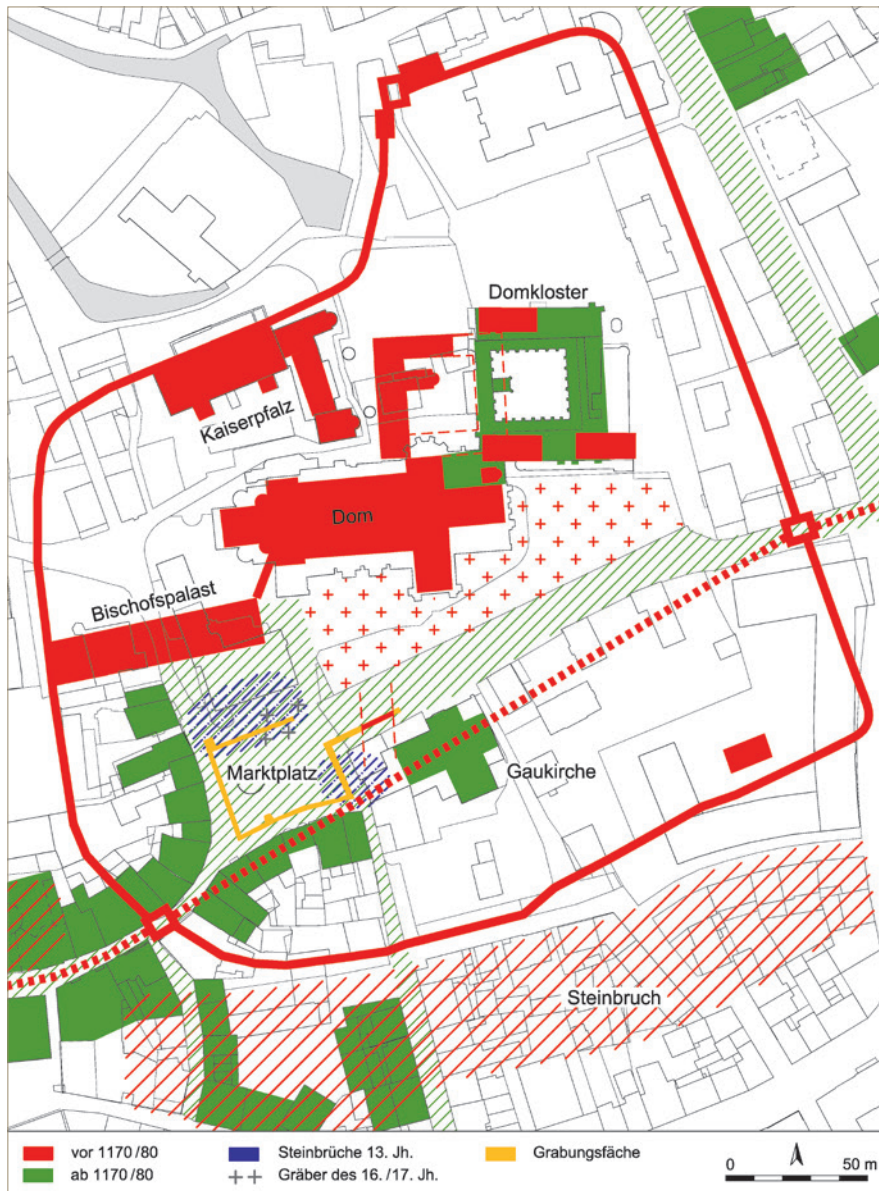 Domkloster
Kaiserpfalz
Dom
Bischofspalast
Marktplatz
Gaukirche
Steinbruch
vor 1170/80
ab 1170/80
Steinbrüche 13. Jh.
Gräber des 16./17. Jh.
Grabungsfäche
0 50 m